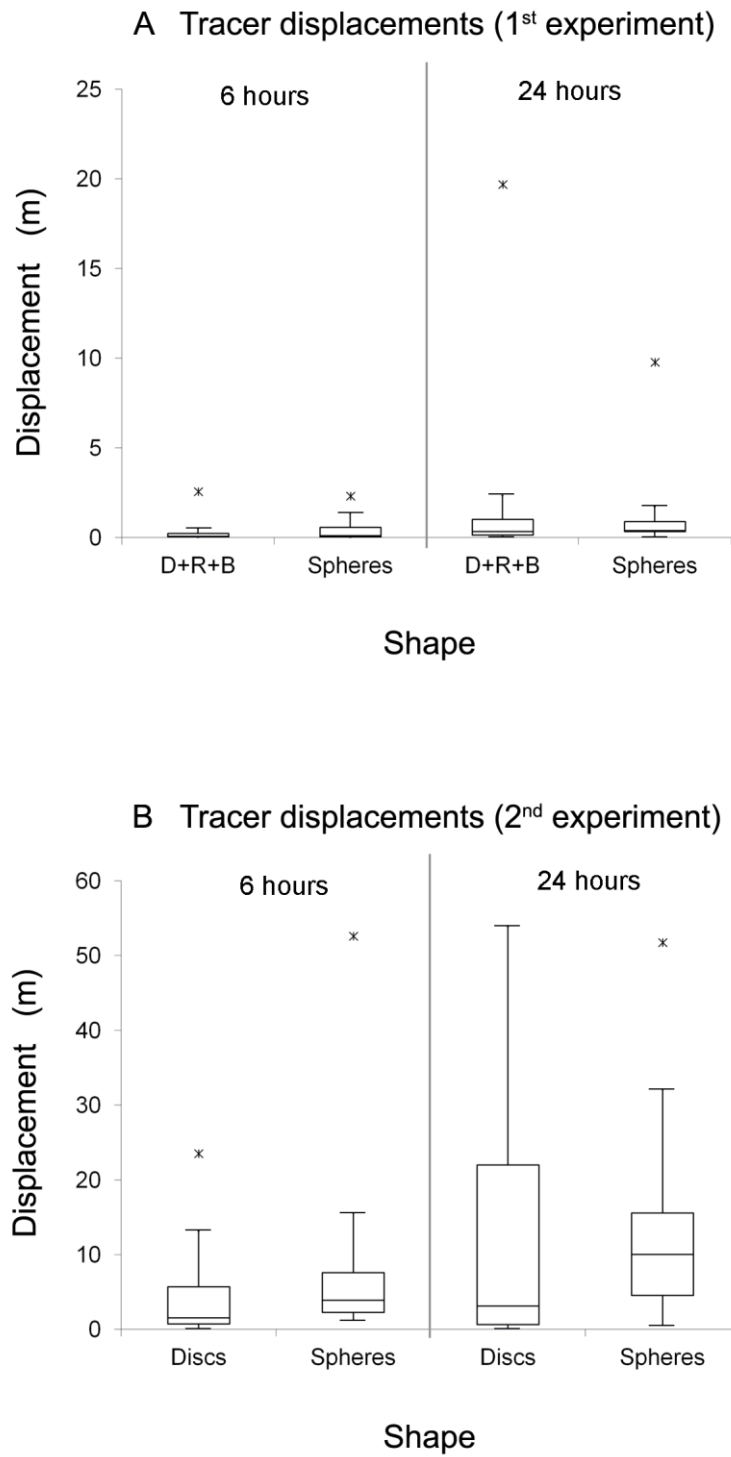 A Tracer displacements (1st experiment)
6 hours
24 hours
25
20
15
10
5
0
Displacement (m)
D+R+B
Spheres
D+R+B
Spheres
Shape
B Tracer displacements (2nd experiment)
6 hours
24 hours
60
50
40
30
20
10
0
Displacement (m)
Discs
Spheres
Discs
Spheres
Shape